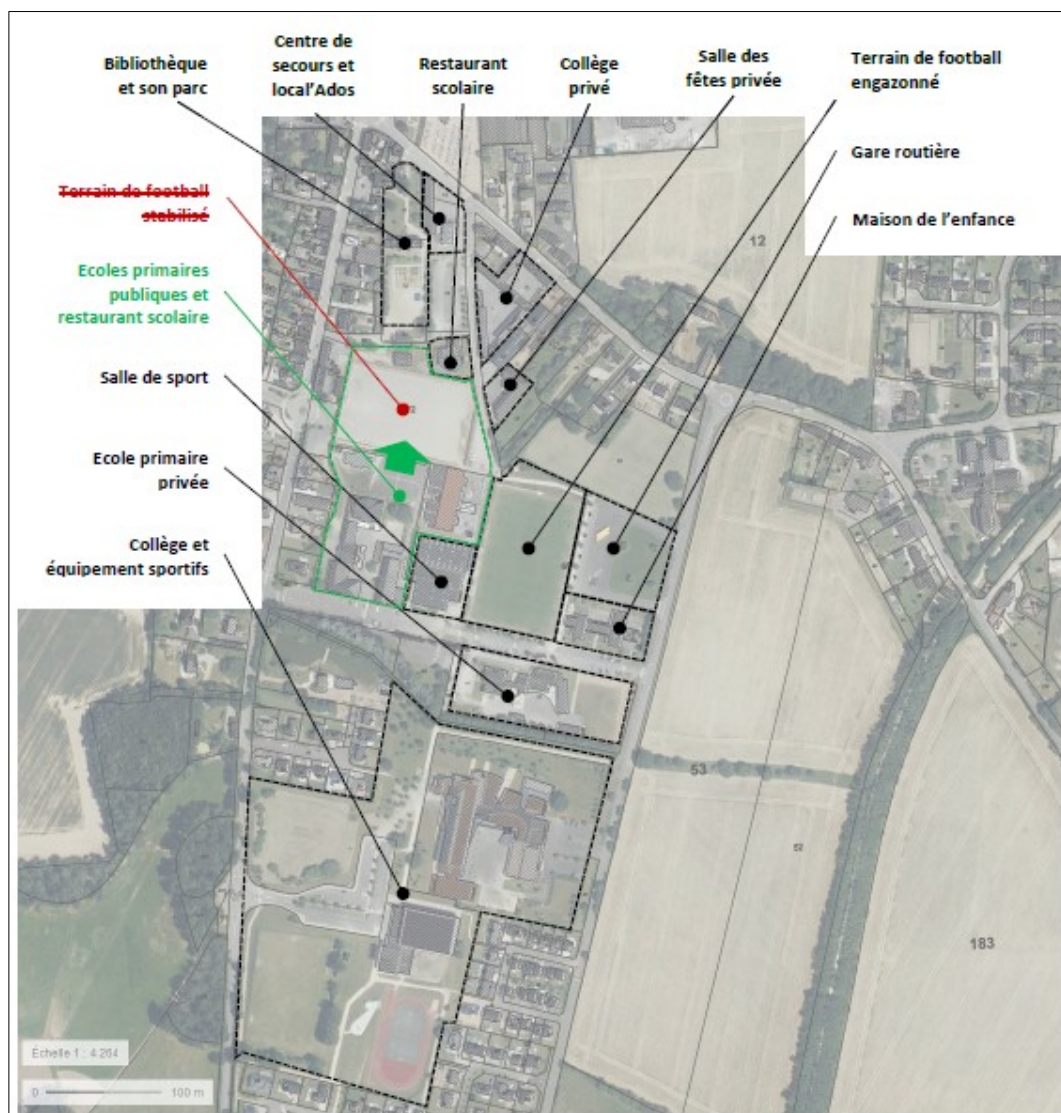 Bibliothèque
et son parc
Centre de
secours et
local'Ados
Restaurant
scolaire
Collège
privé
Salle des
fêtes privée
Terrain de football
engazonné
Gare routière
Maison de l'enfance
Terrain de football
stabilisé
Ecoles primaires
publiques et
restaurant scolaire
Salle de sport
Ecole primaire
privée
Collège et
équipement sportifs
12
53
52
183
Échelle 1 : 4 264
0
100 m